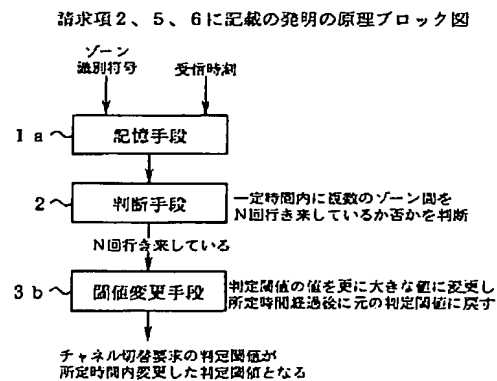 請求項2、5、6に記載の発明の原理ブロック図
ゾーン
識別符号
受信時刻
1a
記憶手段
2
判断手段
一定時間内に複数のゾーン間を
N回行き来しているか否かを判断
N回行き来している
3b
閾値変更手段
判定閾値の値を更に大きな値に変更し
所定時間経過後に元の判定閾値に戻す
チャネル切替要求の判定閾値が
所定時間内変更した判定閾値となる